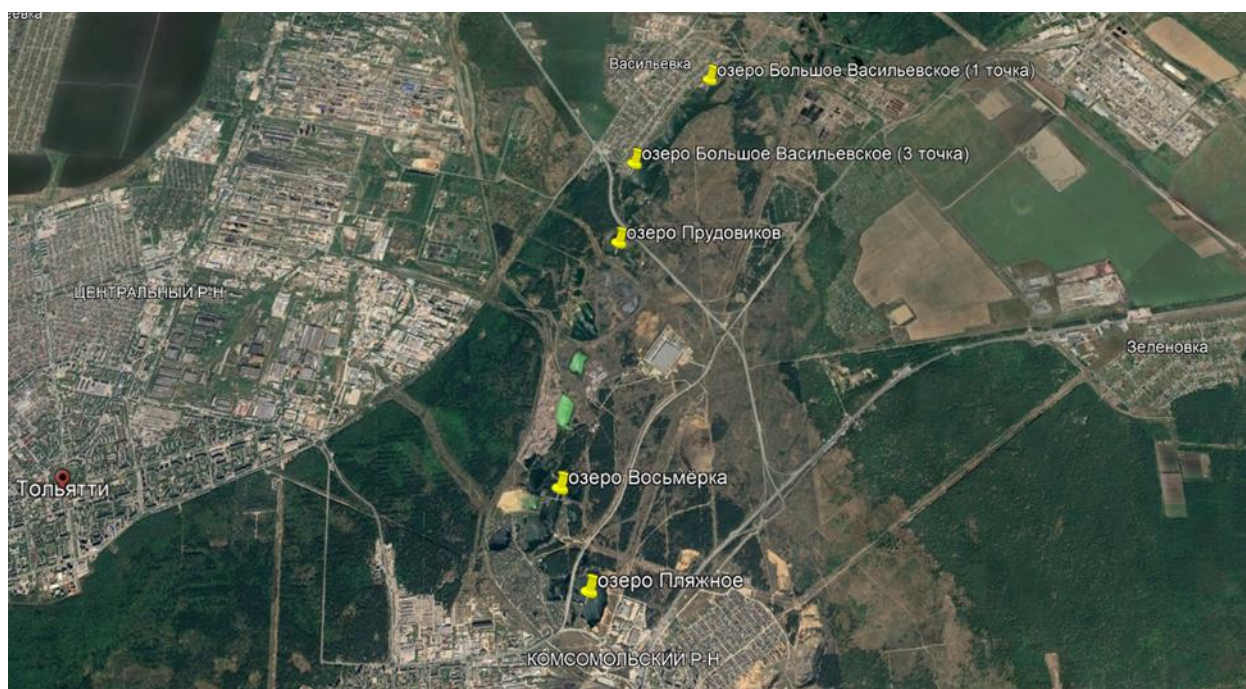 Васильевка
озеро Большое Васильевское (1 точка)
озеро Большое Васильевское (3 точка)
озеро Прудовиков
ЦЕНТРАЛЬНЫЙ Р-Н
Зеленовка
озеро Восьмёрка
Тольятти
озеро Пляжное
КОМСОМОЛЬСКИЙ Р-Н